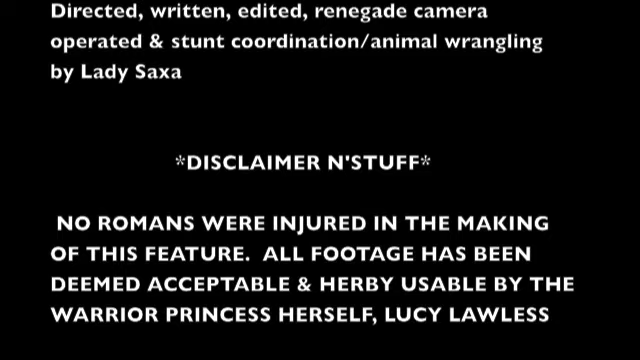 Directed, written, edited, renegade camera
operated & stunt coordination/animal wrangling
by Lady Saxa
*DISCLAIMER N'STUFF*
NO ROMANS WERE INJURED IN THE MAKING
OF THIS FEATURE.  ALL FOOTAGE HAS BEEN
DEEMED ACCEPTABLE & HERBY USABLE BY THE
WARRIOR PRINCESS HERSELF, LUCY LAWLESS